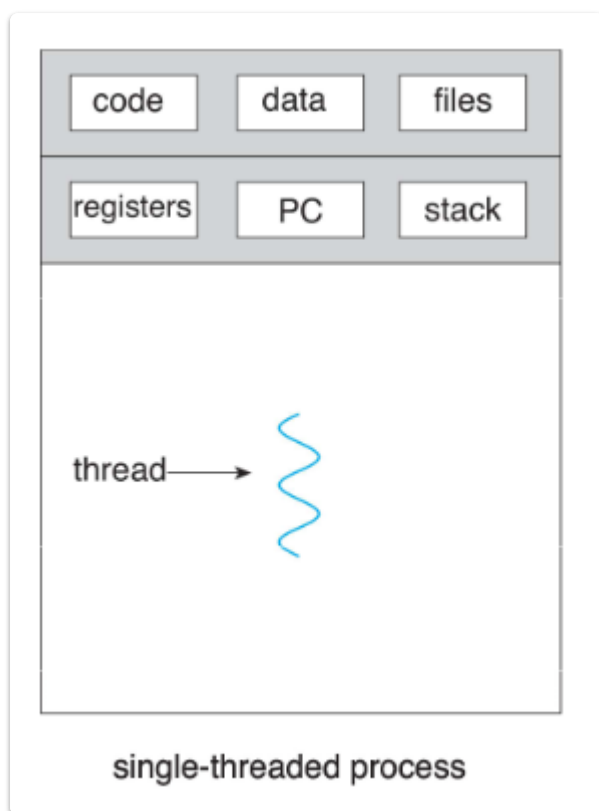 code data files
registers PC stack
thread
single-threaded process